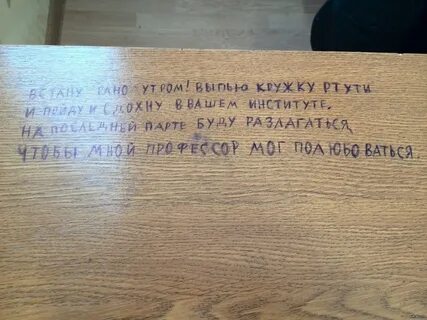 ВСТАНУ РАНО УТРОМ! ВЫПЬЮ КРУЖКУ РТУТИ
И ПОЙДУ И СДОХНУ В ВАШЕМ ИНСТИТУТЕ.
НА ПОСЛЕДНЕЙ ПАРТЕ БУДУ РАЗЛАГАТЬСЯ,
ЧТОБЫ МНОЙ ПРОФЕССОР МОГ ПОЛЮБОВАТЬСЯ.